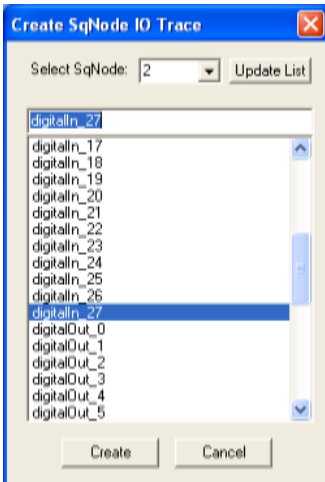 Create SqNode IO Trace
Select SqNode: 2 Update List
digitalIn_27
digitalIn_17
digitalIn_18
digitalIn_19
digitalIn_20
digitalIn_21
digitalIn_22
digitalIn_23
digitalIn_24
digitalIn_25
digitalIn_26
digitalIn_27
digitalOut_0
digitalOut_1
digitalOut_2
digitalOut_3
digitalOut_4
digitalOut_5
Create Cancel